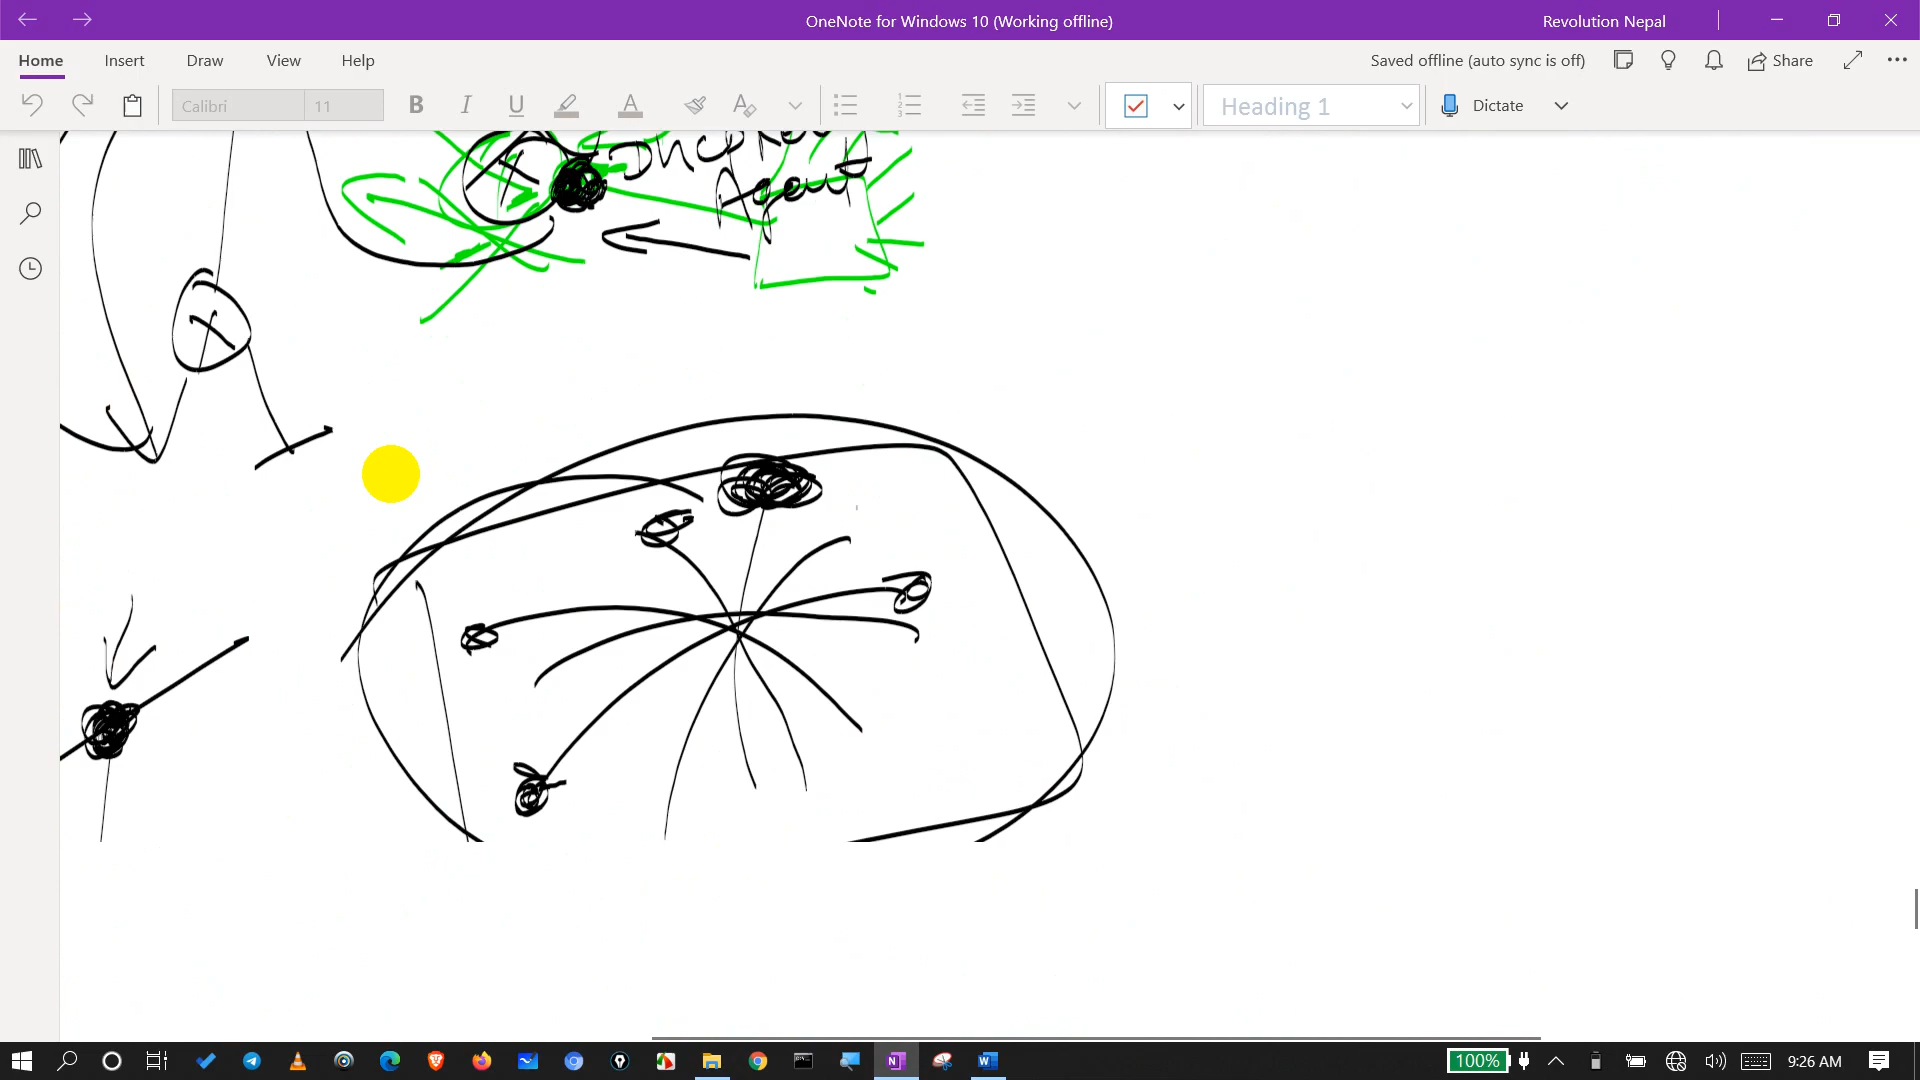 OneNote for Windows 10 (Working offline)
Revolution Nepal
Home
Insert
Draw
View
Help
Saved offline (auto sync is off)
Share
Calibri
11
B
I
U
A
Heading 1
Dictate
Agent
100%
9:26 AM